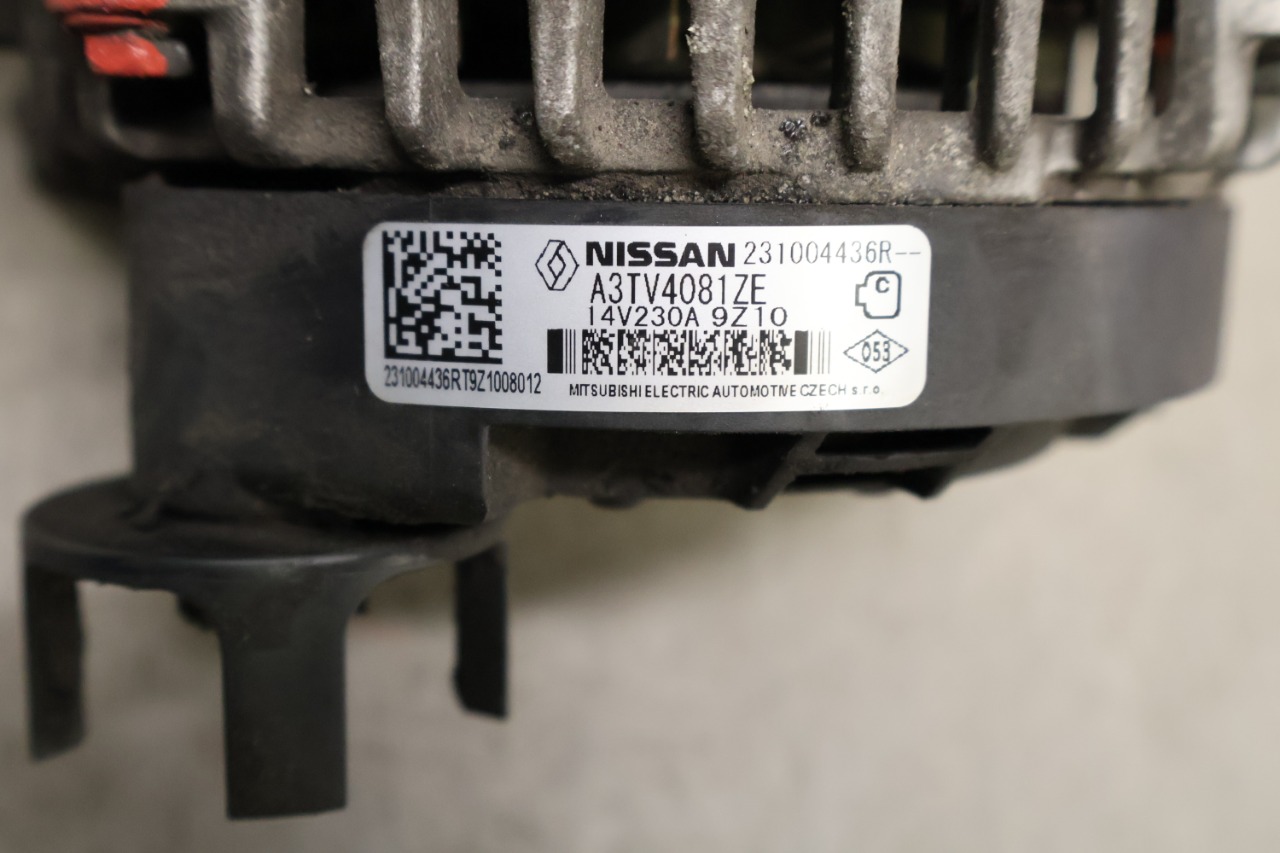 NISSAN 231004436R--
A3TV4081ZE
C
14V230A 9Z10
053
231004436RT9Z1008012
MITSUBISHI ELECTRIC AUTOMOTIVE CZECH s.r.o.